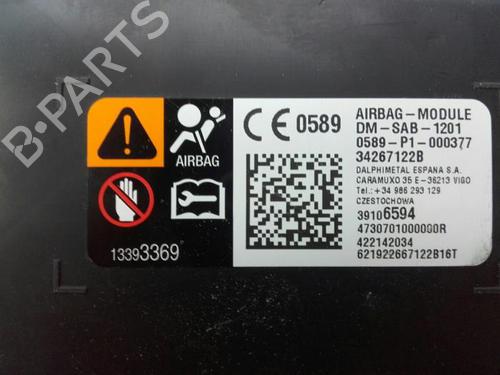 B-PARTS
AIRBAG
13393369
CE 0589
AIRBAG-MODULE
DM-SAB-1201
0589-P1-000377
34267122B
DALPHIMETAL ESPANA S.A.
CARAMUXO 35 E-36213 VIGO
Tel.:+34 986 293 129
CZESTOCHOWA
39106594
4730701000000R
422142034
621922667122B16T